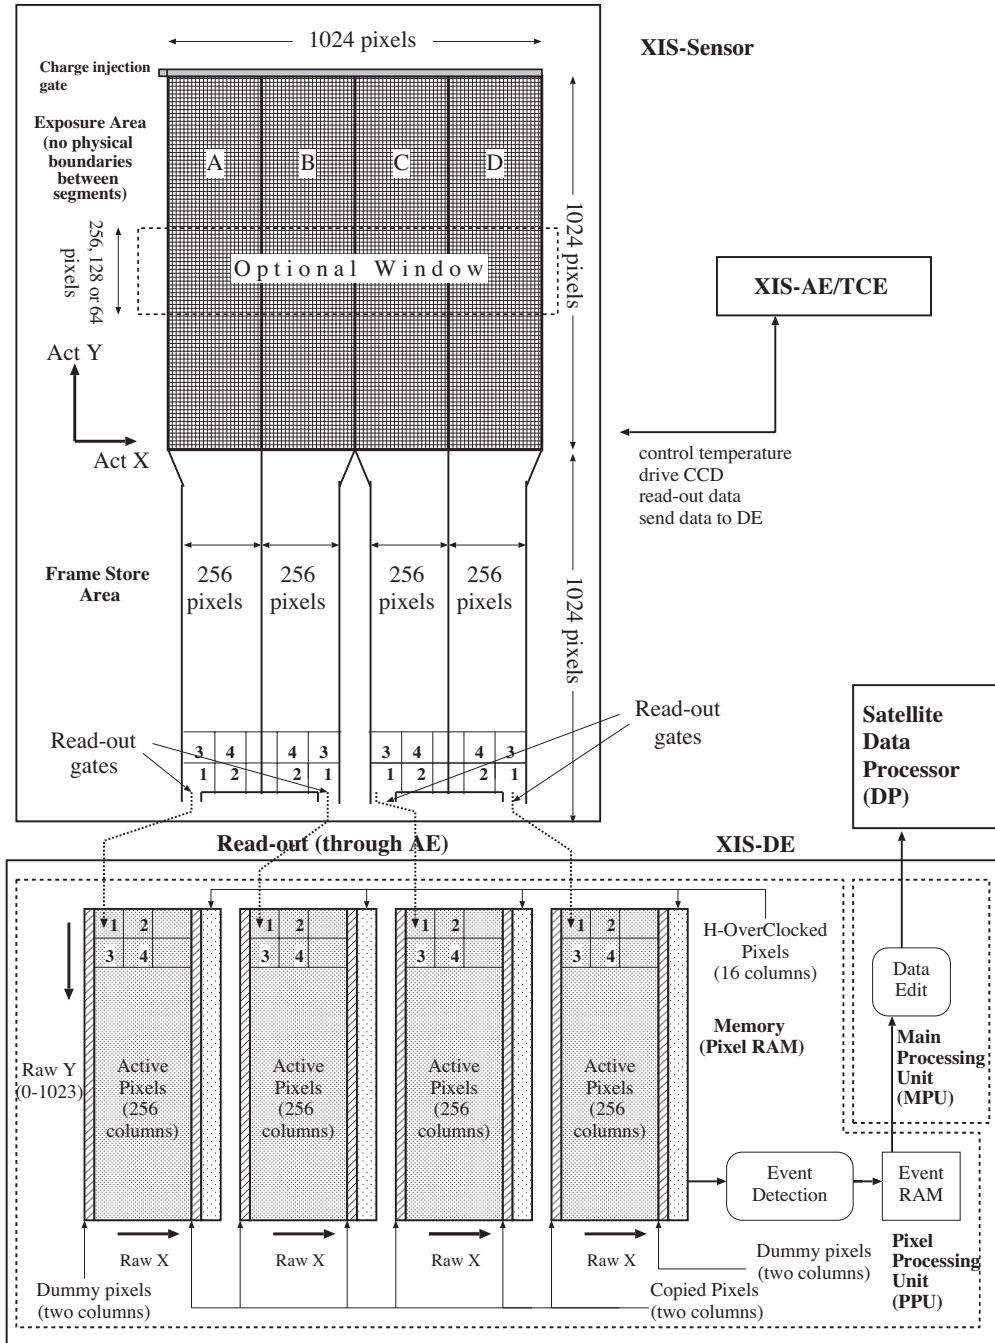 1024 pixels
XIS-Sensor
Charge injection
gate
Exposure Area
(no physical
boundaries
between
segments)
A B C D
256, 128 or 64
pixels
Optional Window
1024 pixels
XIS-AE/TCE
Act Y
Act X
control temperature
drive CCD
read-out data
send data to DE
Frame Store
Area
256
pixels
256
pixels
256
pixels
256
pixels
1024 pixels
Read-out
gates
Read-out
gates
3 4 4 3 3 4 4 3
1 2 2 1 1 2 2 1
Satellite
Data
Processor
(DP)
Read-out (through AE)
XIS-DE
1 2 1 2 1 2 1 2
3 4 3 4 3 4 3 4
H-OverClocked
Pixels
(16 columns)
Data
Edit
Memory
(Pixel RAM)
Main
Processing
Unit
(MPU)
Raw Y
(0-1023)
Active
Pixels
(256
columns)
Active
Pixels
(256
columns)
Active
Pixels
(256
columns)
Active
Pixels
(256
columns)
Event
Detection
Event
RAM
Raw X
Raw X
Raw X
Raw X
Pixel
Processing
Unit
(PPU)
Dummy pixels
(two columns)
Dummy pixels
(two columns)
Copied Pixels
(two columns)